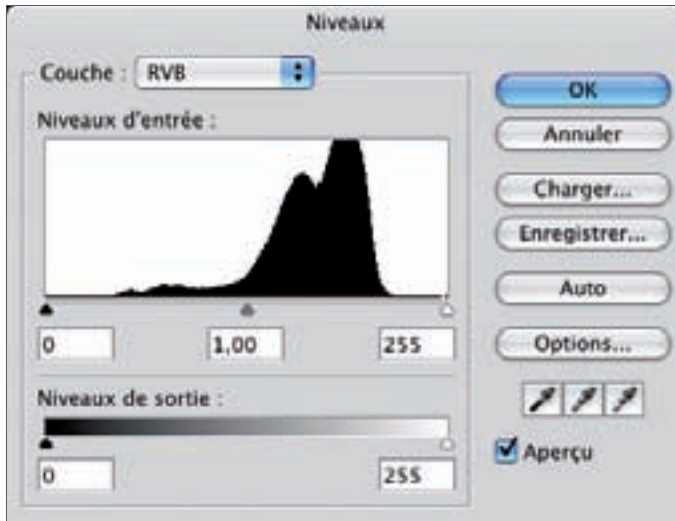 Niveaux
Couche : RVB
Niveaux d'entrée :
0 1,00 255
Niveaux de sortie :
0 255
OK
Annuler
Charger...
Enregistrer...
Auto
Options...
Aperçu